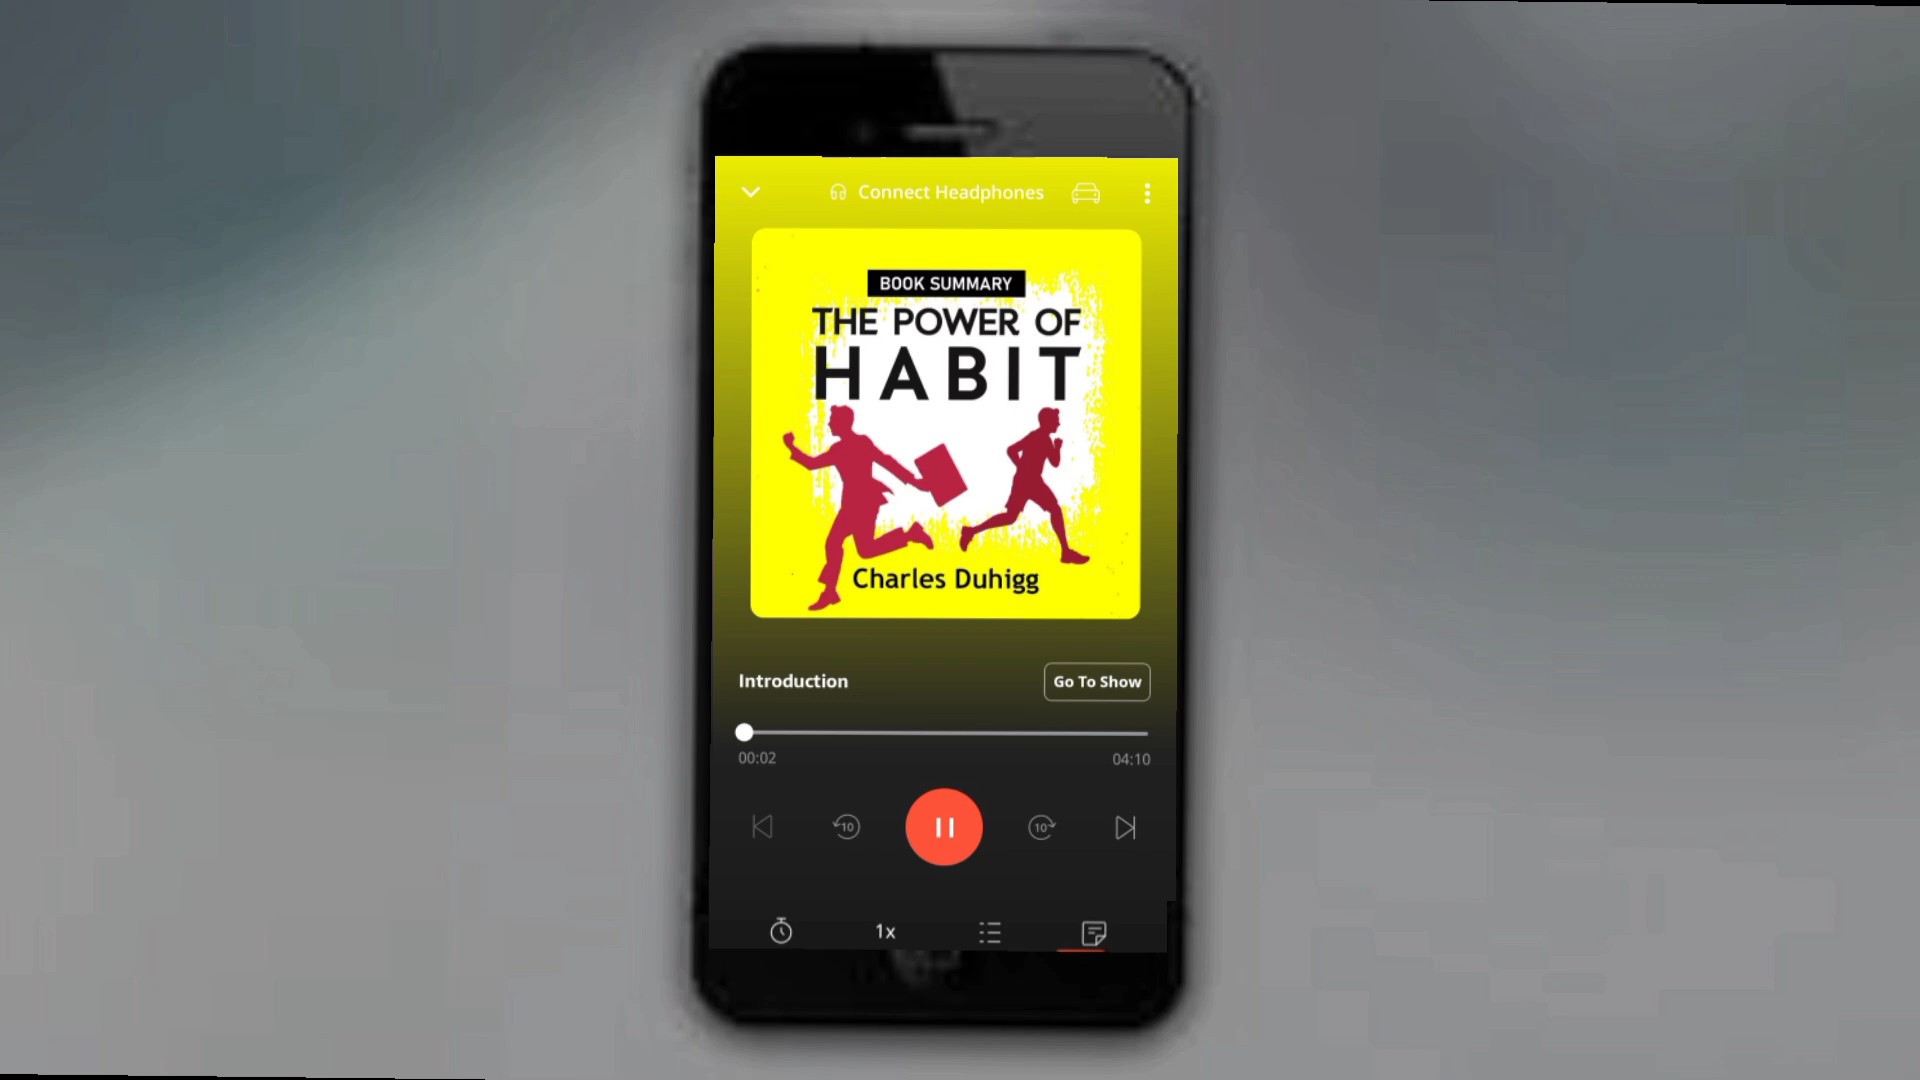 Connect Headphones
BOOK SUMMARY
THE POWER OF
HABIT
Charles Duhigg
Introduction
Go To Show
00:02
04:10
10
10
1x